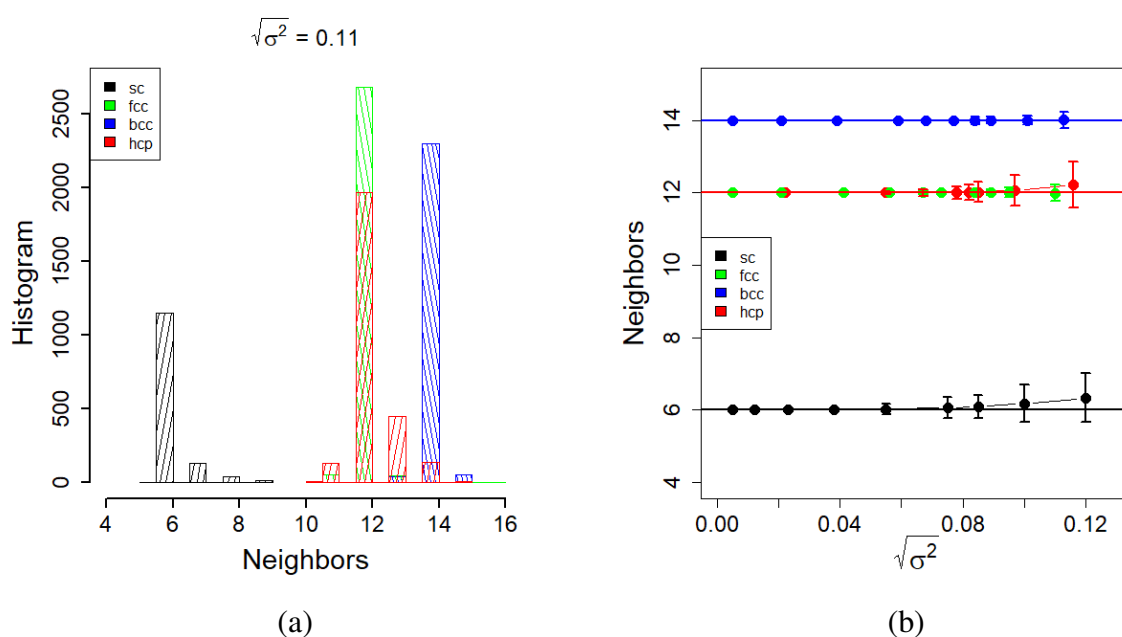 √σ² = 0.11
sc
fcc
bcc
hcp
Histogram
0 500 1000 1500 2000 2500
4 6 8 10 12 14 16
Neighbors
(a)
Neighbors
4 6 8 10 12 14
sc
fcc
bcc
hcp
0.00 0.04 0.08 0.12
√σ²
(b)